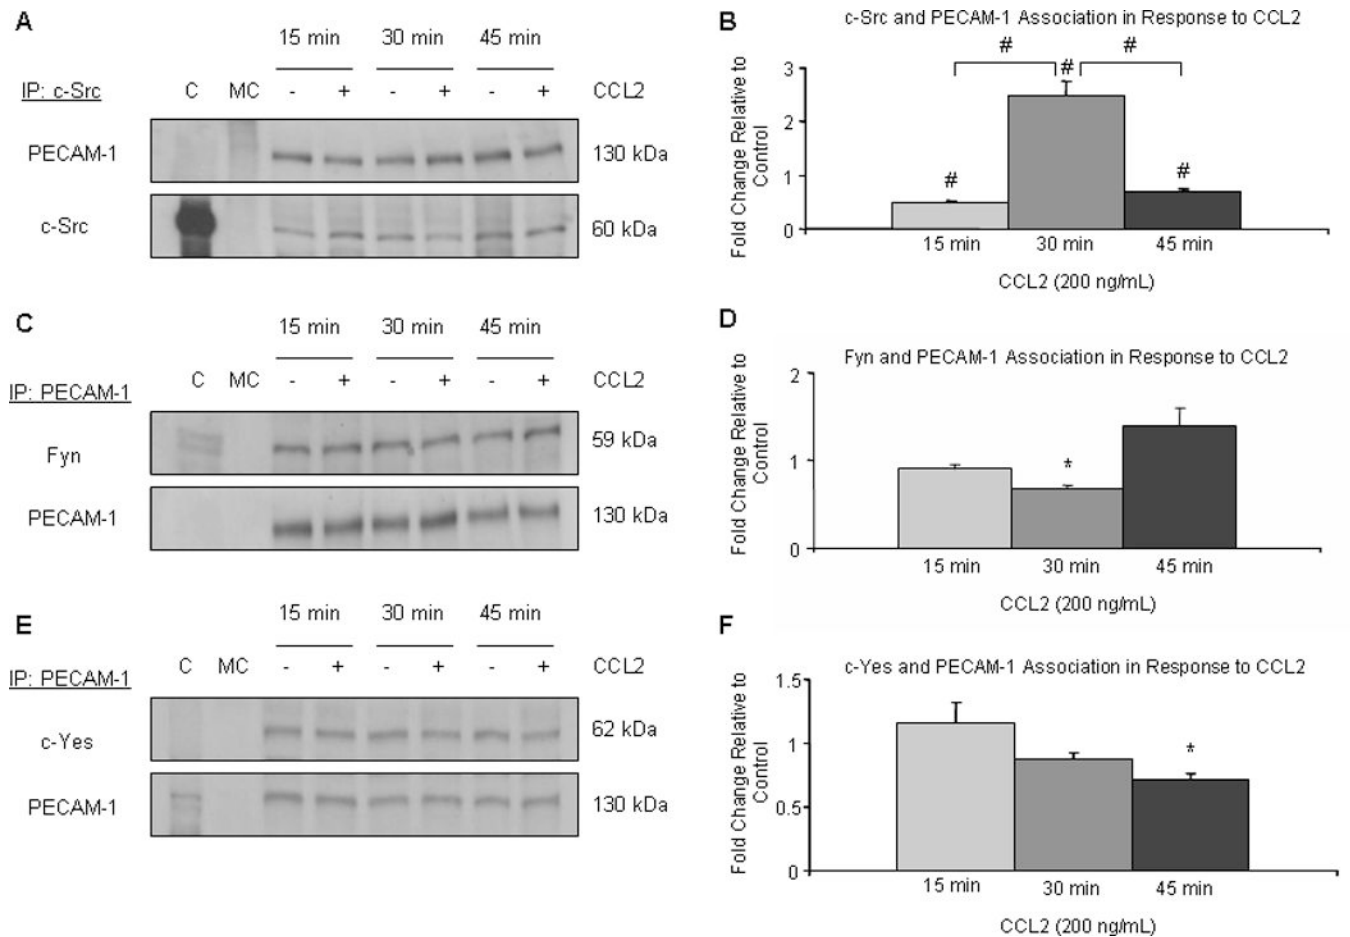 A
15 min 30 min 45 min
IP: c-Src C MC - + - + - + CCL2
PECAM-1 130 kDa
c-Src 60 kDa
B
c-Src and PECAM-1 Association in Response to CCL2
Fold Change Relative to
Control
# #
#
# #
3
2
1
0
15 min 30 min 45 min
CCL2 (200 ng/mL)
C
15 min 30 min 45 min
C MC - + - + - + CCL2
IP: PECAM-1
Fyn 59 kDa
PECAM-1 130 kDa
D
Fyn and PECAM-1 Association in Response to CCL2
Fold Change Relative to
Control
2
1
0
*
15 min 30 min 45 min
CCL2 (200 ng/mL)
E
15 min 30 min 45 min
C MC - + - + - + CCL2
IP: PECAM-1
c-Yes 62 kDa
PECAM-1 130 kDa
F
c-Yes and PECAM-1 Association in Response to CCL2
Fold Change Relative to
Control
1.5
1
0.5
0
*
15 min 30 min 45 min
CCL2 (200 ng/mL)